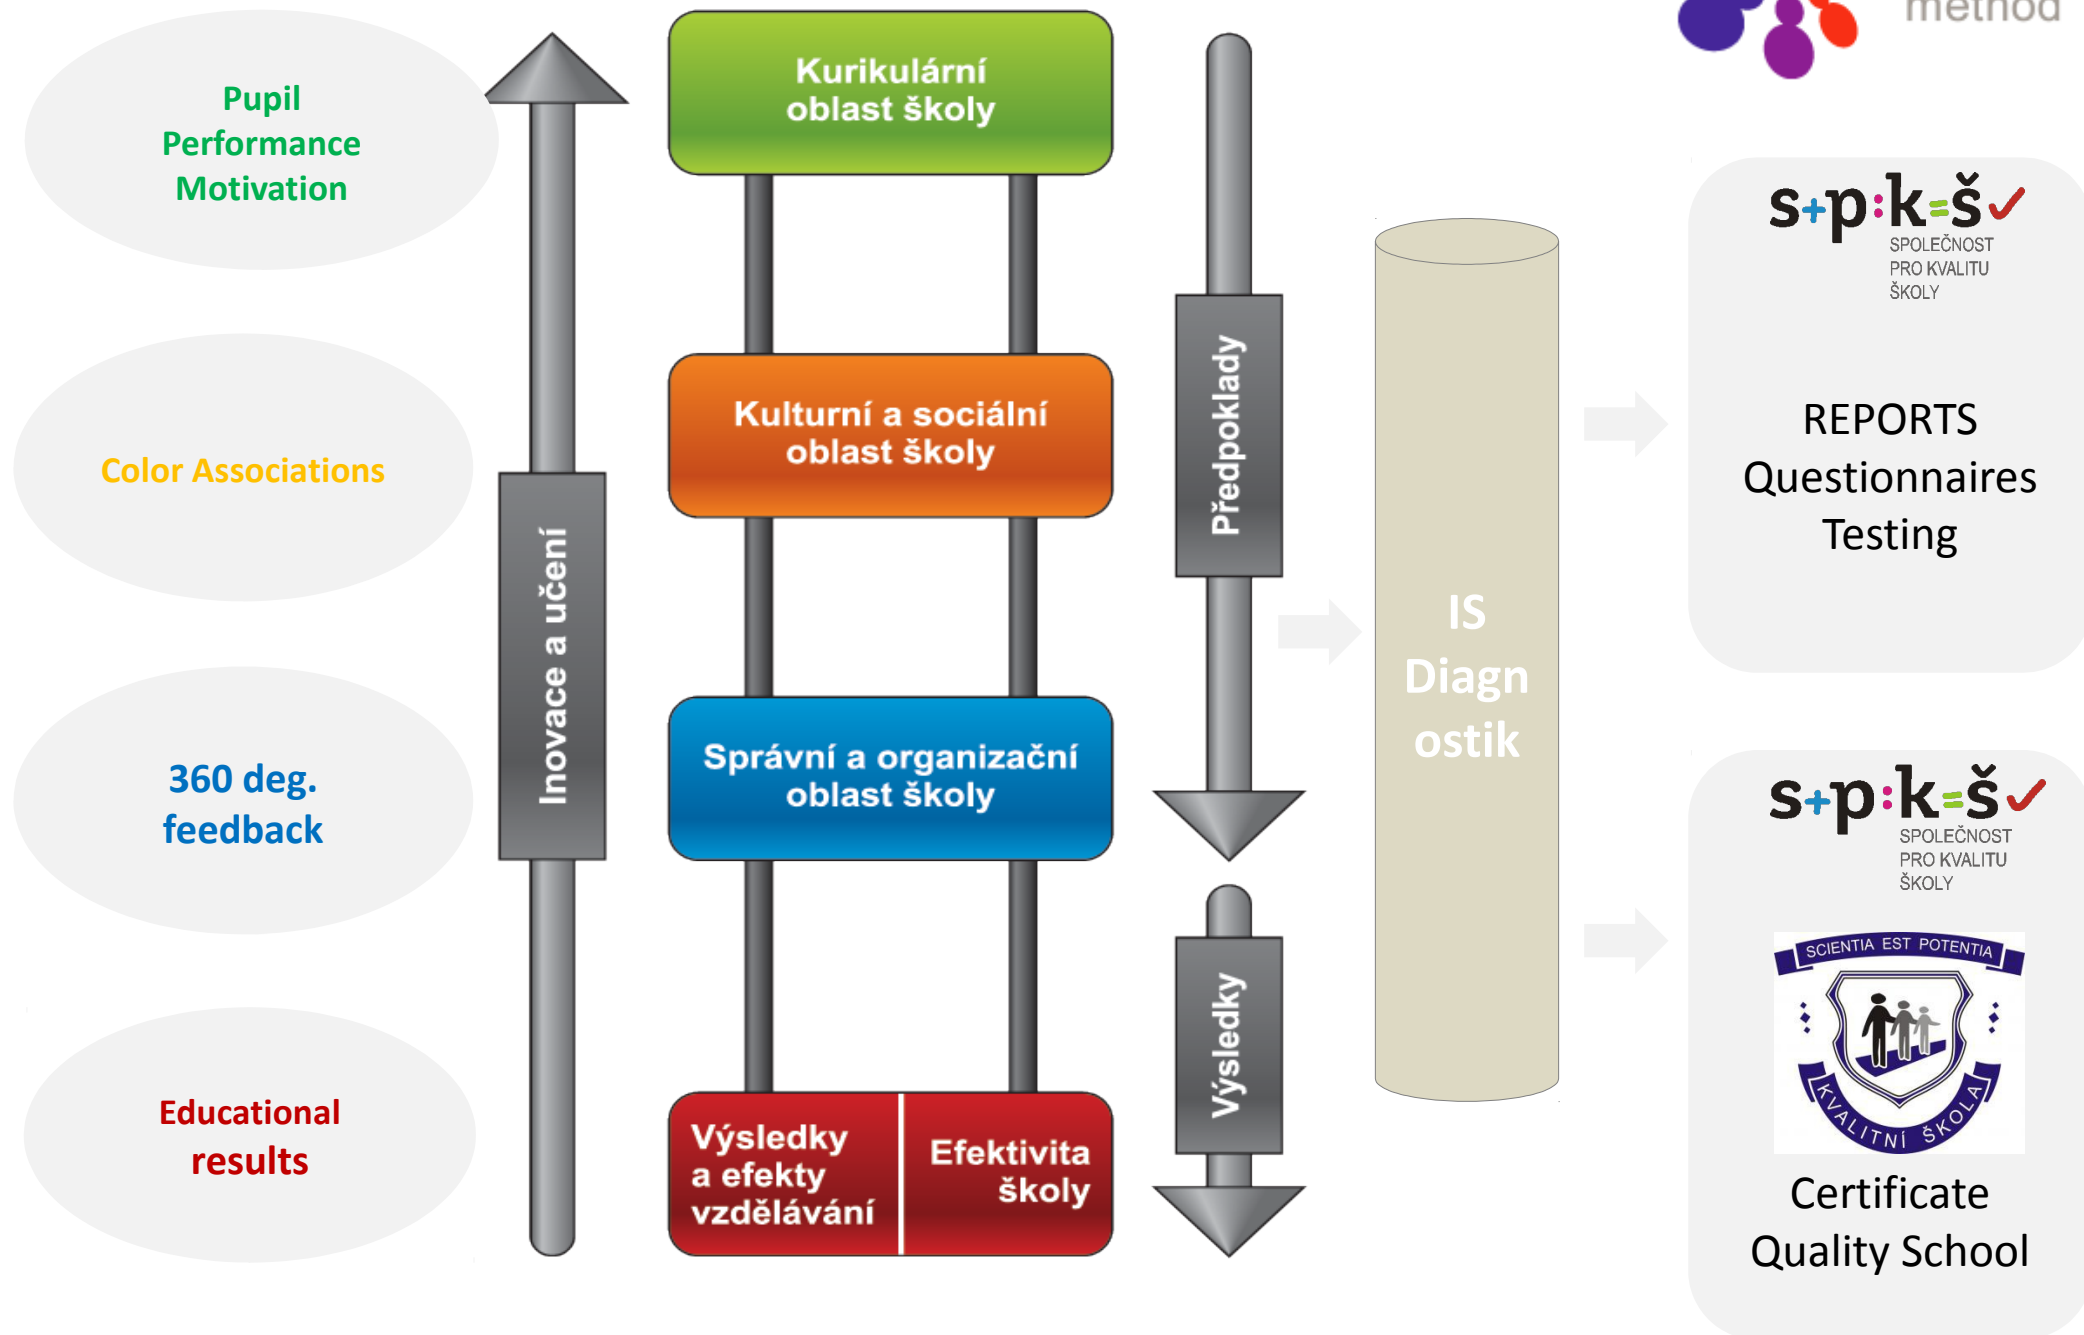 method
Pupil
Performance
Motivation
Color Associations
360 deg.
feedback
Educational
results
Inovace a učení
Kurikulární
oblast školy
Kulturní a sociální
oblast školy
Správní a organizační
oblast školy
Výsledky
a efekty
vzdělávání
Efektivita
školy
Předpoklady
Výsledky
IS
Diagn
ostik
s+p:k=š✓
SPOLEČNOST
PRO KVALITU
ŠKOLY
REPORTS
Questionnaires
Testing
s+p:k=š✓
SPOLEČNOST
PRO KVALITU
ŠKOLY
SCIENTIA EST POTENTIA
KVALITNÍ ŠKOLA
Certificate
Quality School